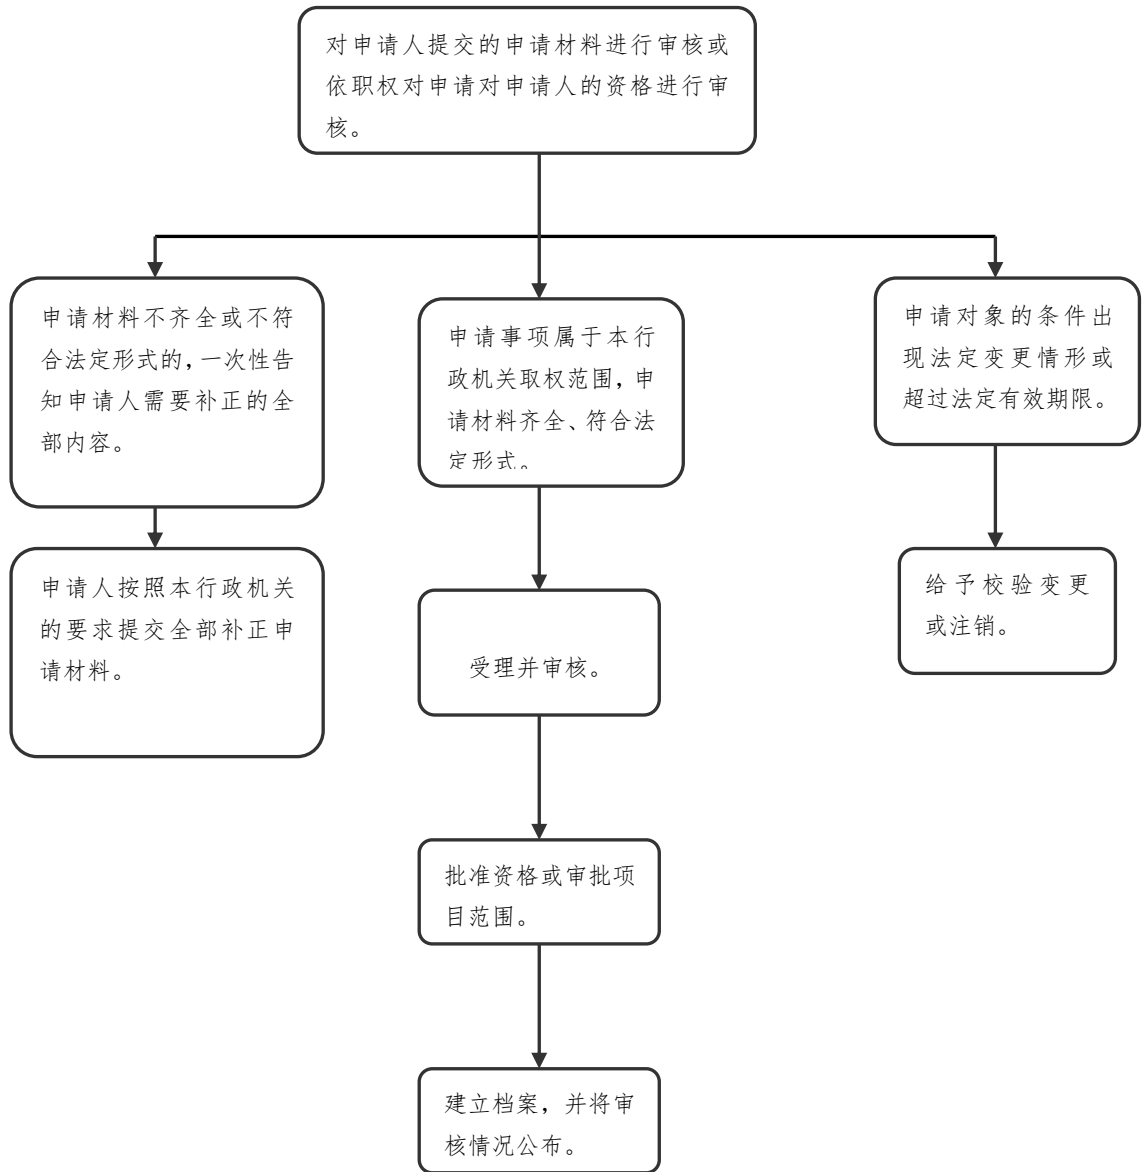 对申请人提交的申请材料进行审核或
依职权对申请对申请人的资格进行审
核。
申请材料不齐全或不符
合法定形式的，一次性告
知申请人需要补正的全
部内容。
申请事项属于本行
政机关取权范围，申
请材料齐全、符合法
定形式。
申请对象的条件出
现法定变更情形或
超过法定有效期限。
申请人按照本行政机关
的要求提交全部补正申
请材料。
受理并审核。
给予校验变更
或注销。
批准资格或审批项
目范围。
建立档案，并将审
核情况公布。